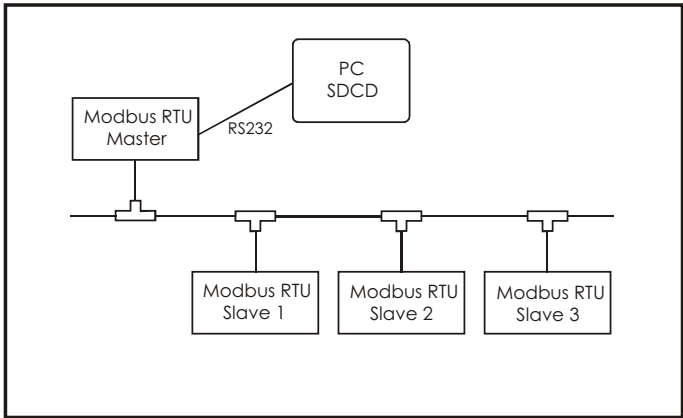 PC
SDCD
Modbus RTU
Master
RS232
Modbus RTU
Slave 1
Modbus RTU
Slave 2
Modbus RTU
Slave 3